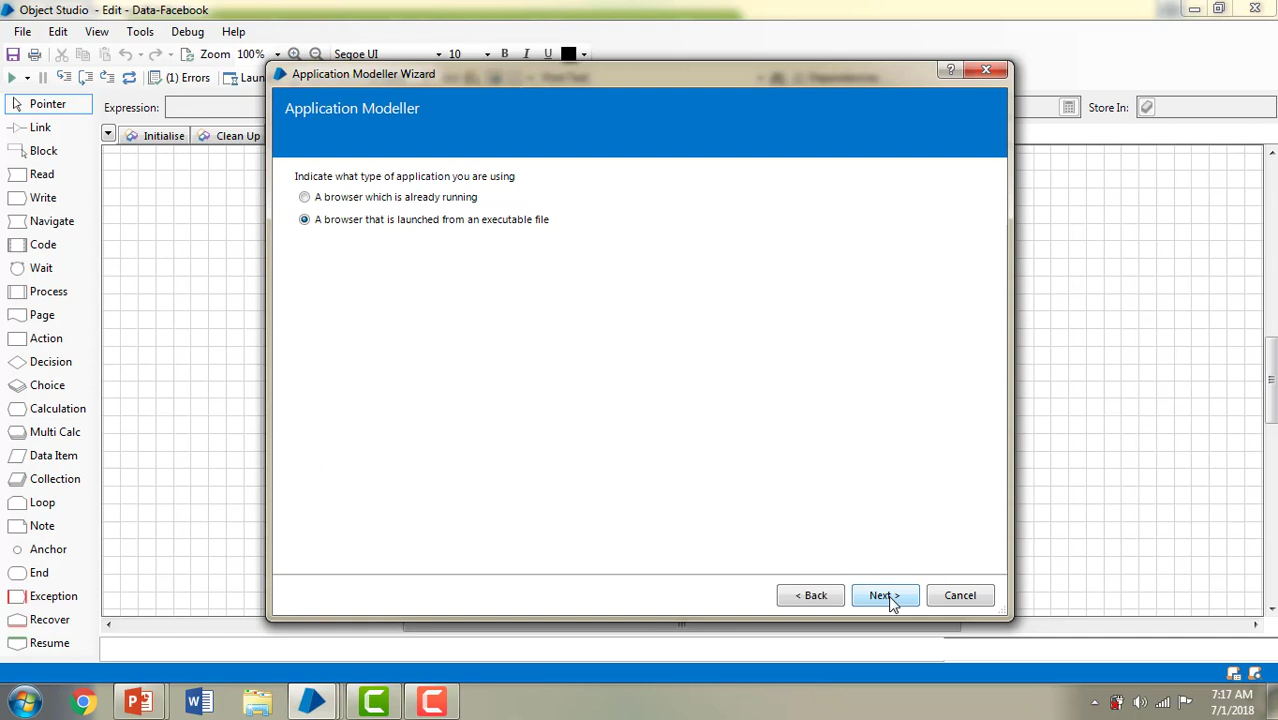 Object Studio - Edit - Data-Facebook
File Edit View Tools Debug Help
Zoom 100% Segoe UI 10 B I U
(1) Errors
Application Modeller Wizard
?
Pointer
Expression:
Store In:
Application Modeller
Link
Initialise
Clean Up
Block
Read
Indicate what type of application you are using
Write
A browser which is already running
Navigate
A browser that is launched from an executable file
Code
Wait
Process
Page
Action
Decision
Choice
Calculation
Multi Calc
Data Item
Collection
Loop
Note
Anchor
End
Exception
< Back
Next >
Cancel
Recover
Resume
7:17 AM
7/1/2018